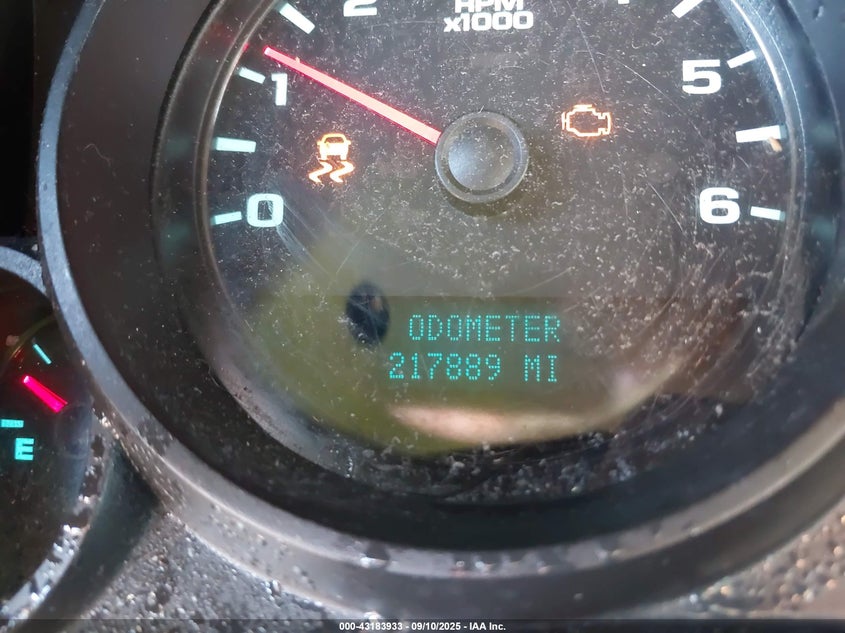 2
RPM
x1000
1
5
0
6
ODOMETER
217889 MI
E
000-43183933 - 09/10/2025 - IAA Inc.